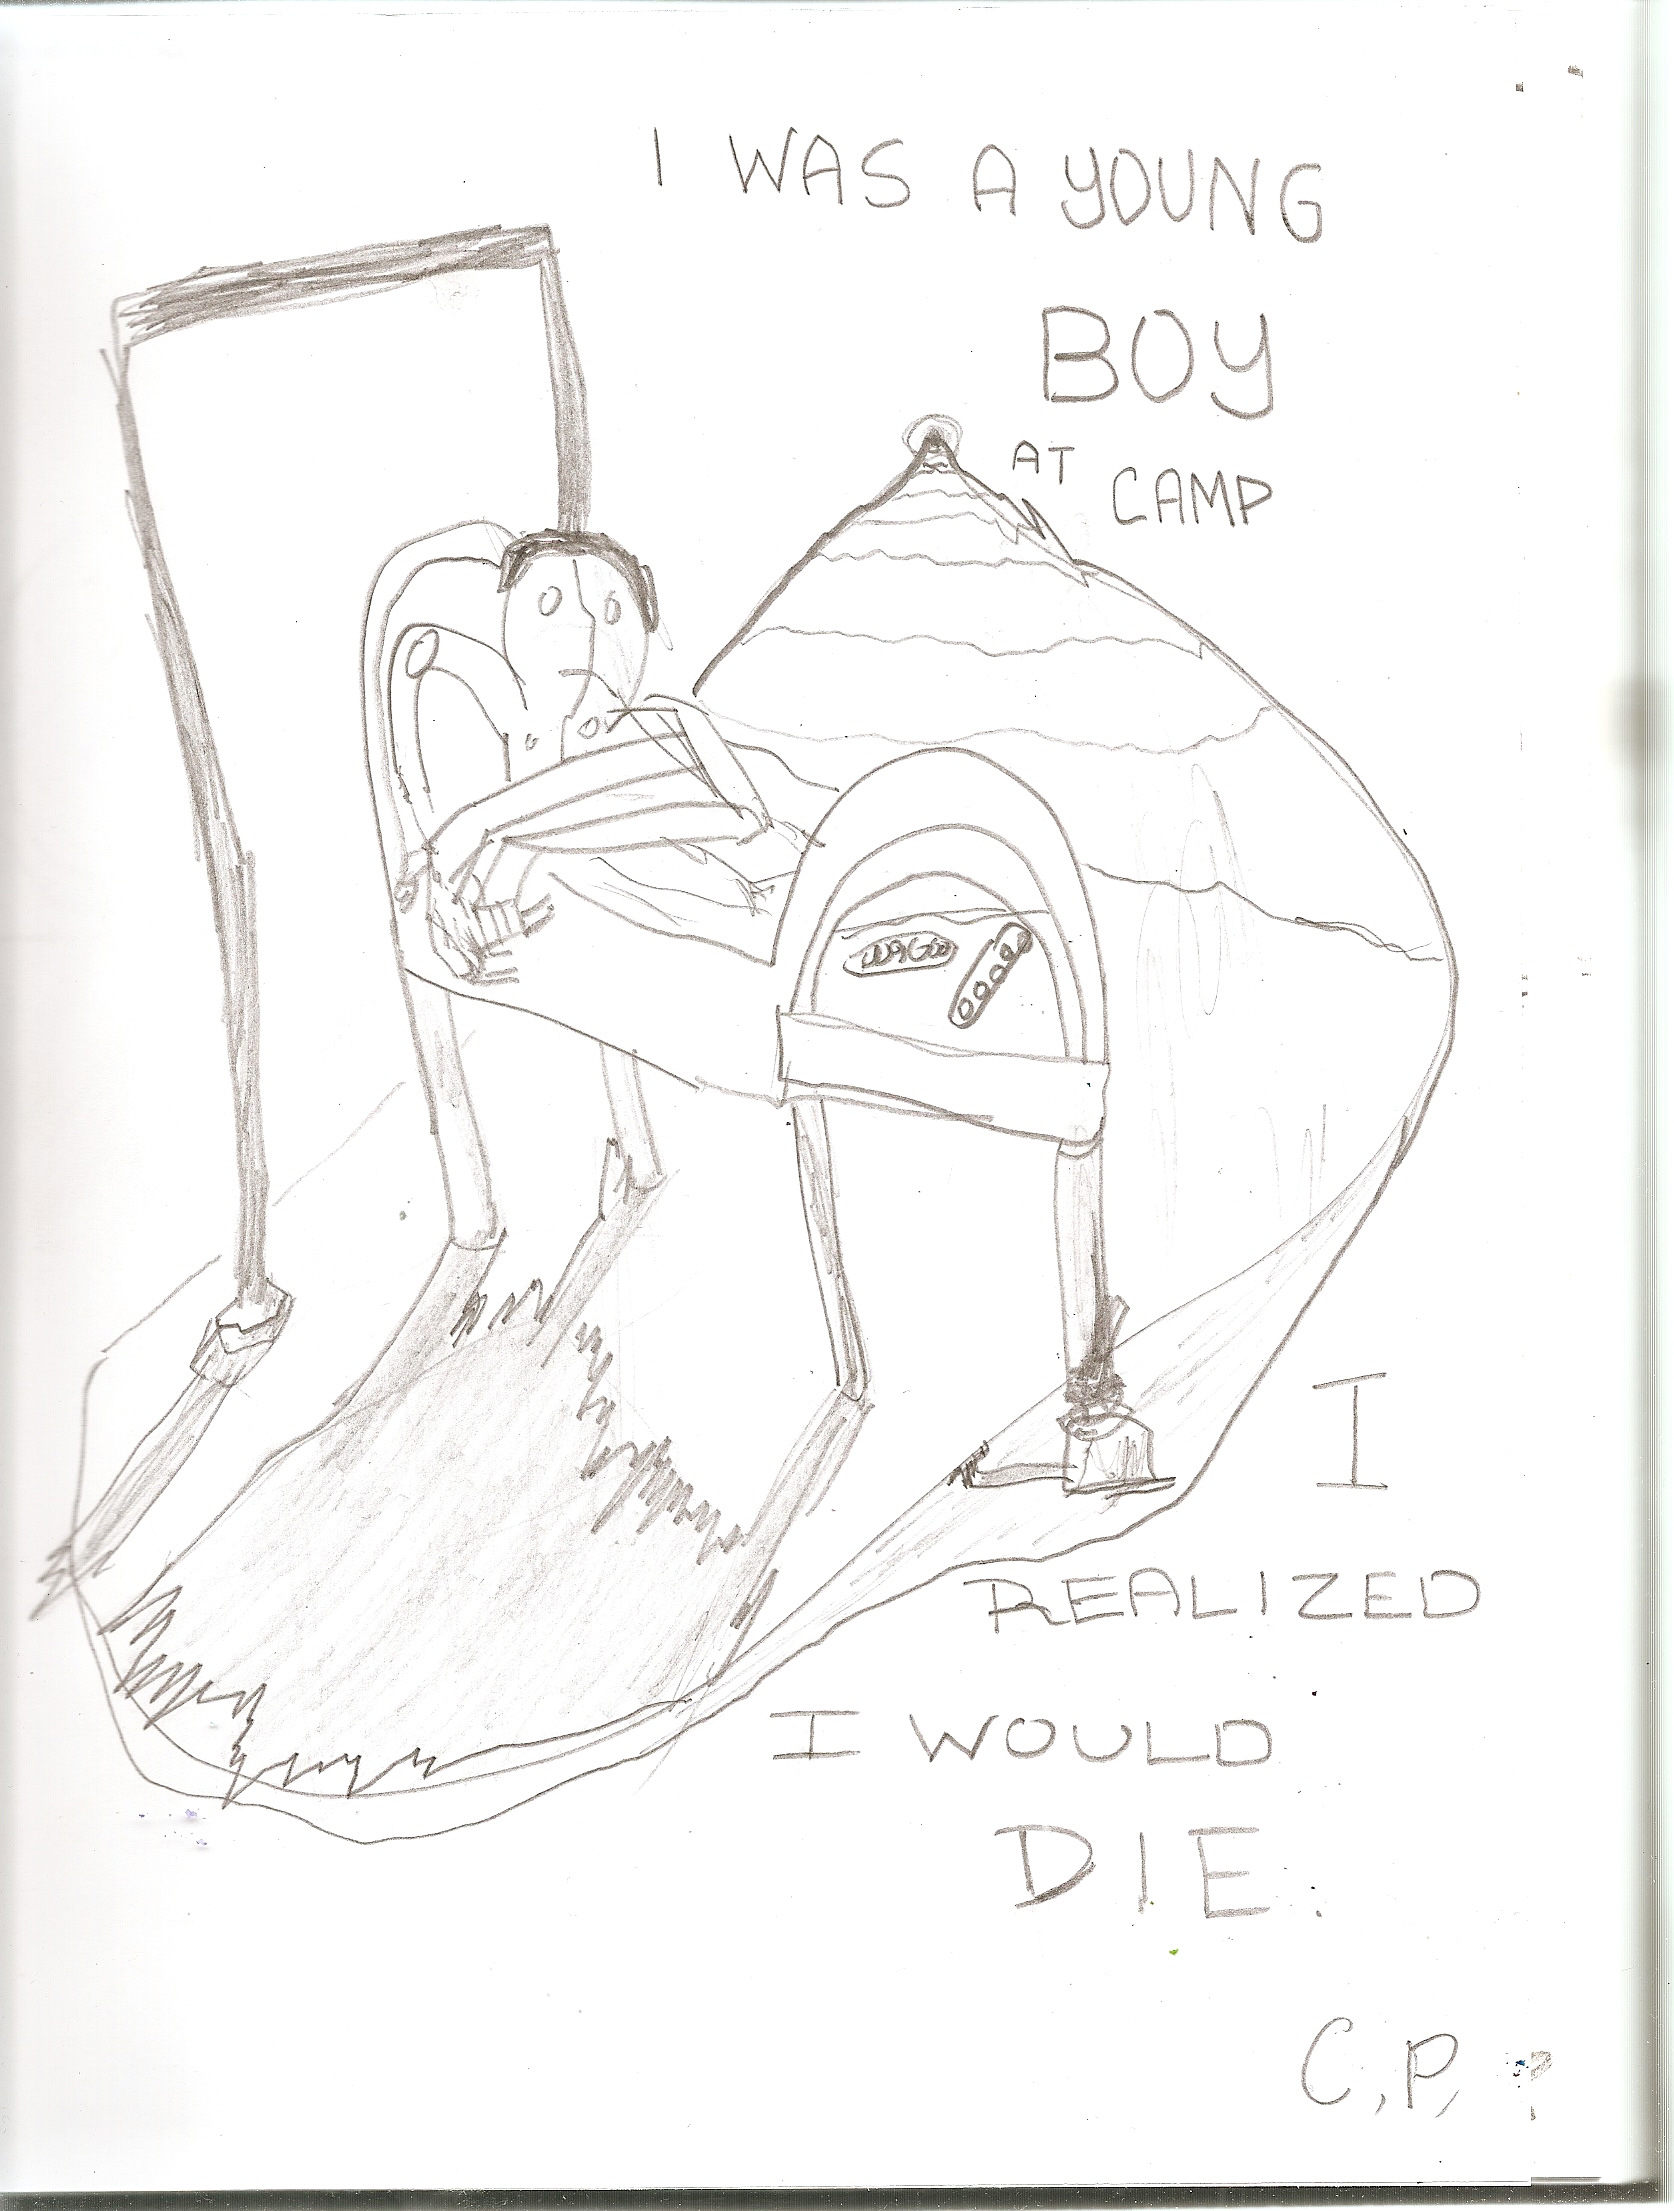 I WAS A YOUNG
BOY
AT CAMP
I
REALIZED
I WOULD
DIE.
C.P.